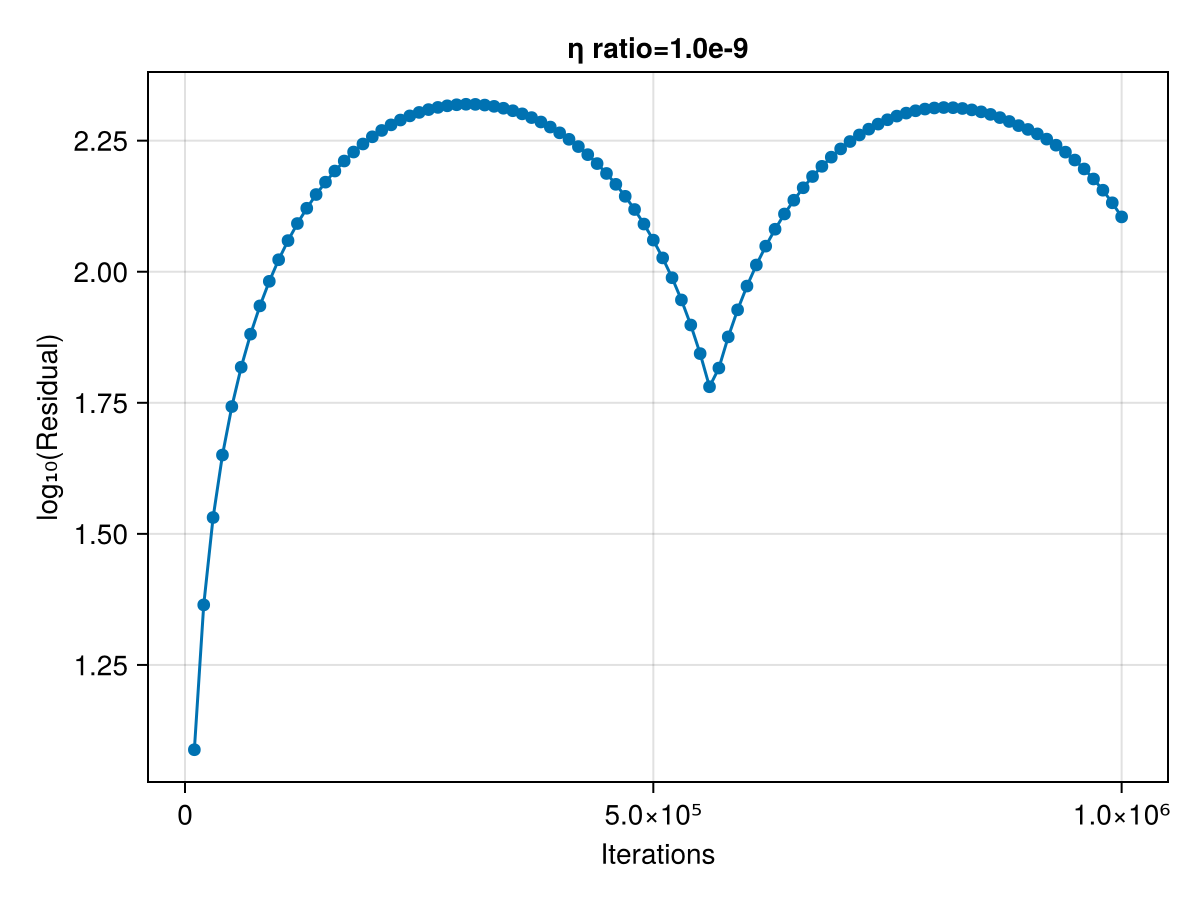 η ratio=1.0e-9
log₁₀(Residual)
2.25
2.00
1.75
1.50
1.25
0
5.0×10⁵
1.0×10⁶
Iterations